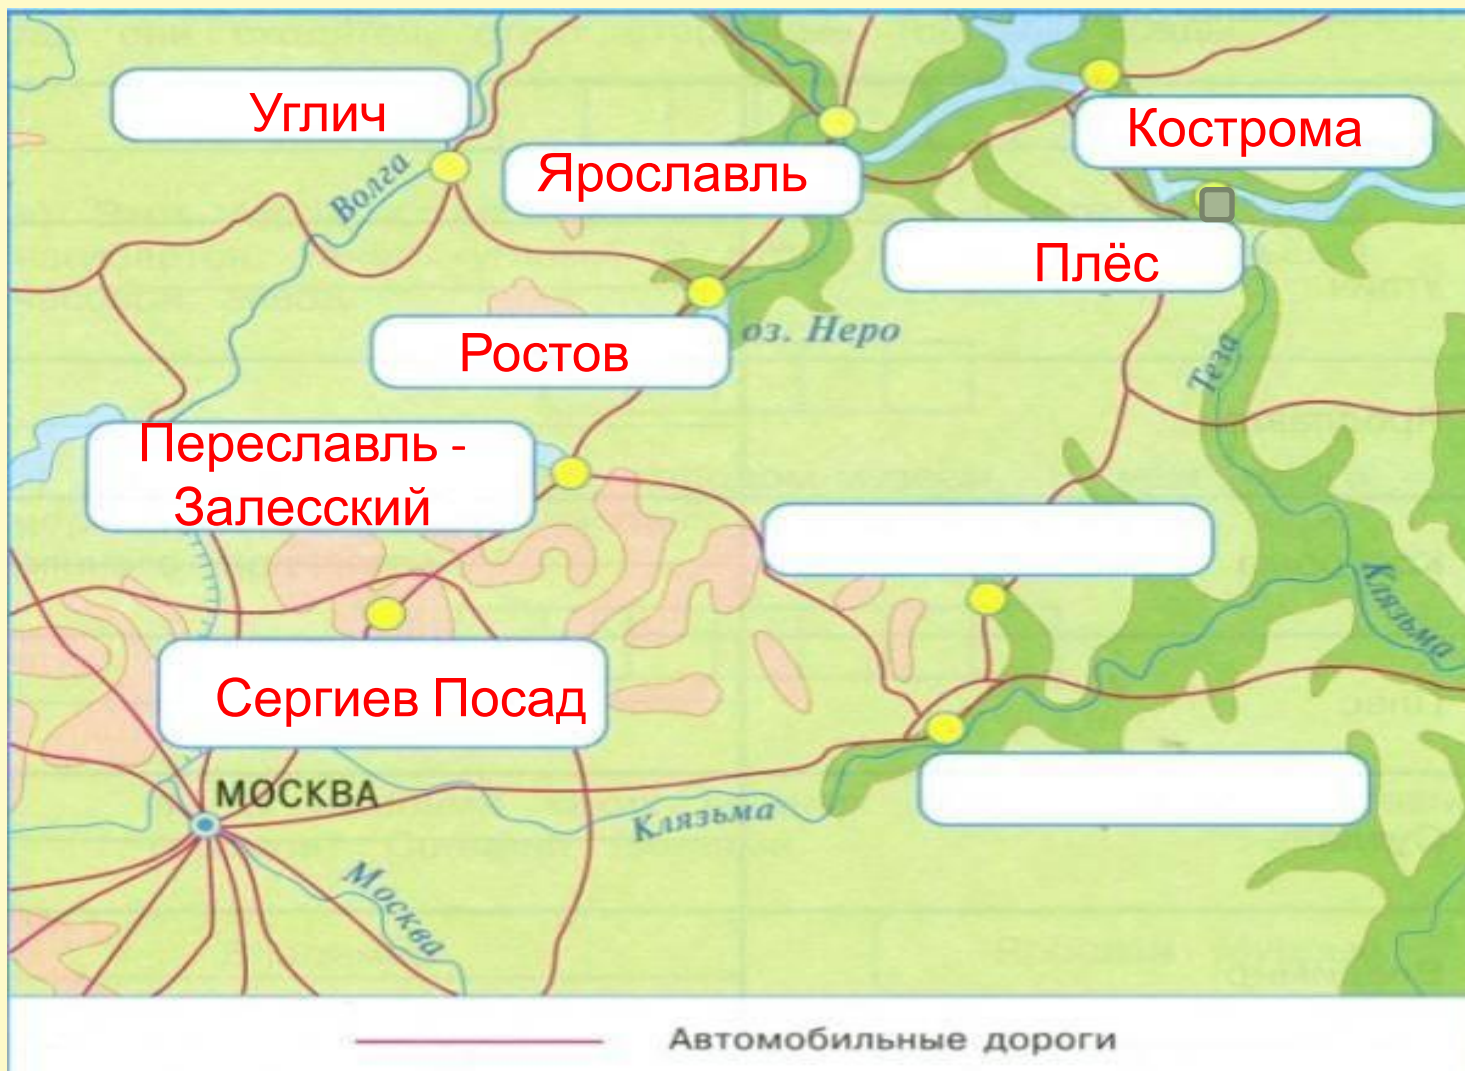 Углич
Кострома
Волга
Ярославль
Плёс
оз. Неро
Ростов
Теза
Переславль -
Залесский
Клязьма
Сергиев Посад
МОСКВА
Клязьма
Москва
Автомобильные дороги